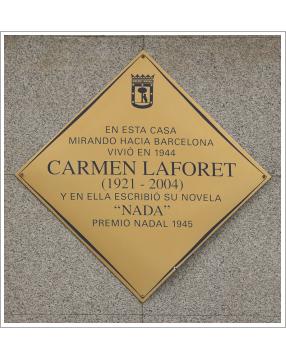 EN ESTA CASA
MIRANDO HACIA BARCELONA
VIVIÓ EN 1944
CARMEN LAFORET
(1921 - 2004)
Y EN ELLA ESCRIBIÓ SU NOVELA
“NADA”
PREMIO NADAL 1945